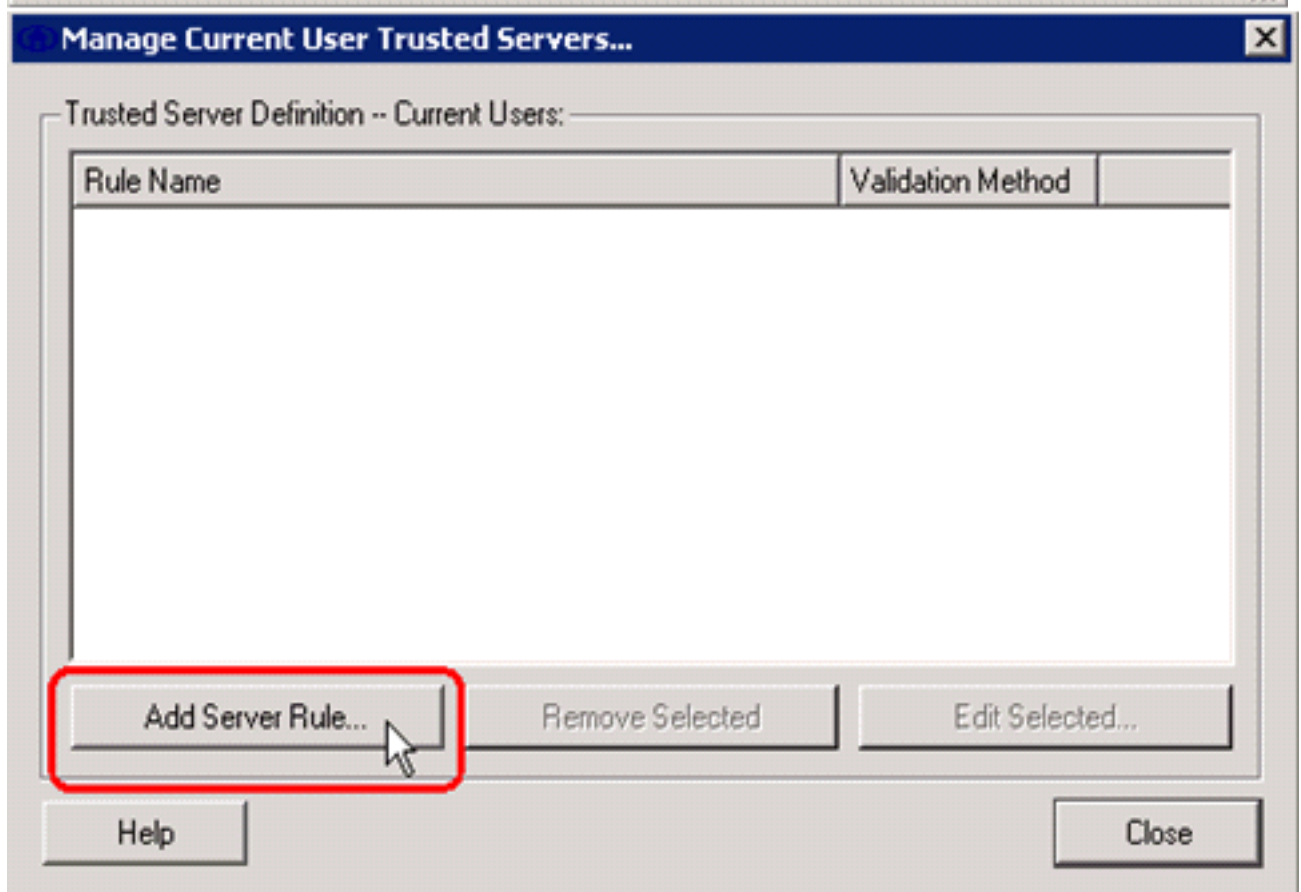 Manage Current User Trusted Servers...
Trusted Server Definition -- Current Users:
Rule Name Validation Method
Add Server Rule... Remove Selected Edit Selected...
Help Close